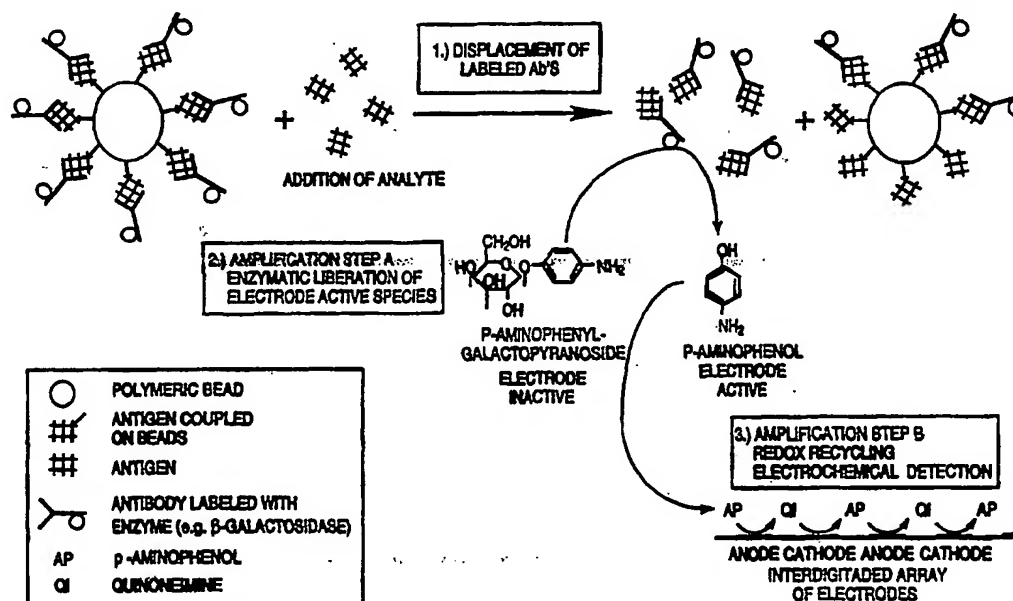 1.) DISPLACEMENT OF
LABELED Ab'S
+
+
ADDITION OF ANALYTE
2.) AMPLIFICATION STEP A
ENZYMATIC LIBERATION OF
ELECTRODE ACTIVE SPECIES
CH₂OH
HO
OH
O
O
NH₂
OH
P-AMINOPHENYL-
GALACTOPYRANOSIDE
ELECTRODE
INACTIVE
OH
NH₂
P-AMINOPHENOL
ELECTRODE
ACTIVE
POLYMERIC BEAD
ANTIGEN COUPLED
ON BEADS
ANTIGEN
ANTIBODY LABELED WITH
ENZYME (e.g. β-GALACTOSIDASE)
AP p-AMINOPHENOL
QI QUINONEIMINE
3.) AMPLIFICATION STEP B
REDOX RECYCLING
ELECTROCHEMICAL DETECTION
AP QI AP QI AP
ANODE CATHODE ANODE CATHODE
INTERDIGITADED ARRAY
OF ELECTRODES